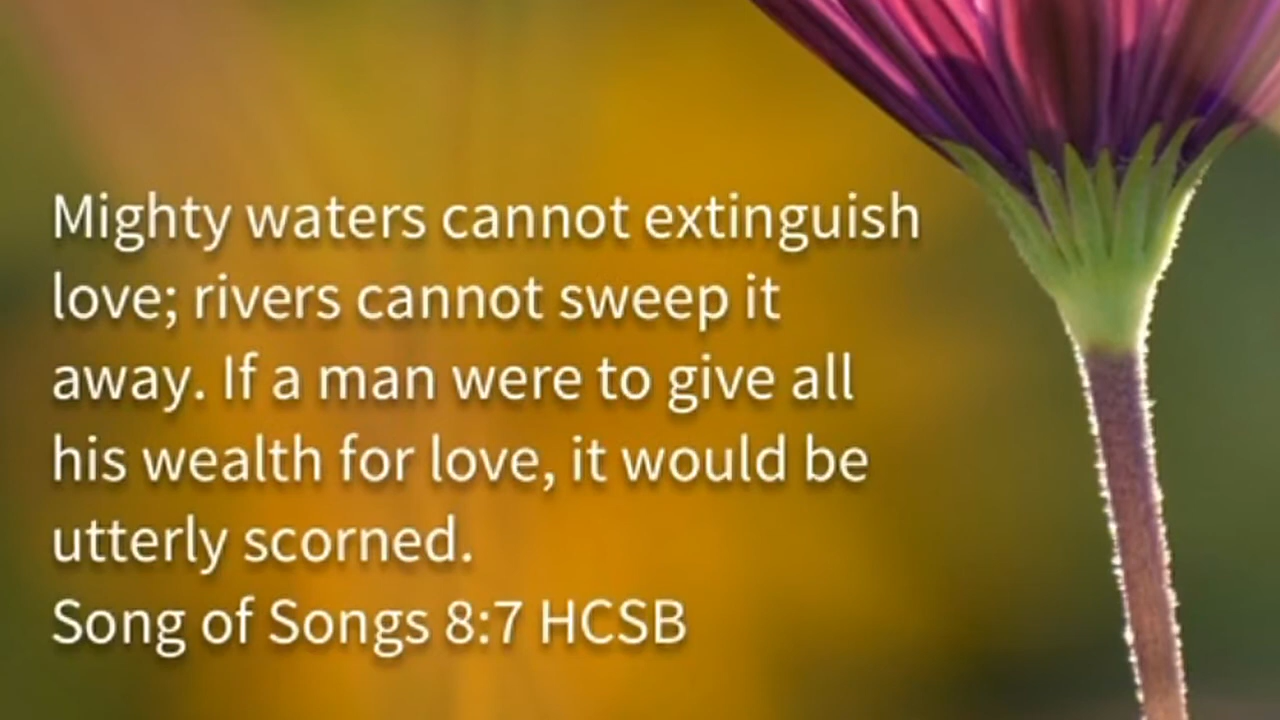 Mighty waters cannot extinguish
love; rivers cannot sweep it
away. If a man were to give all
his wealth for love, it would be
utterly scorned.
Song of Songs 8:7 HCSB